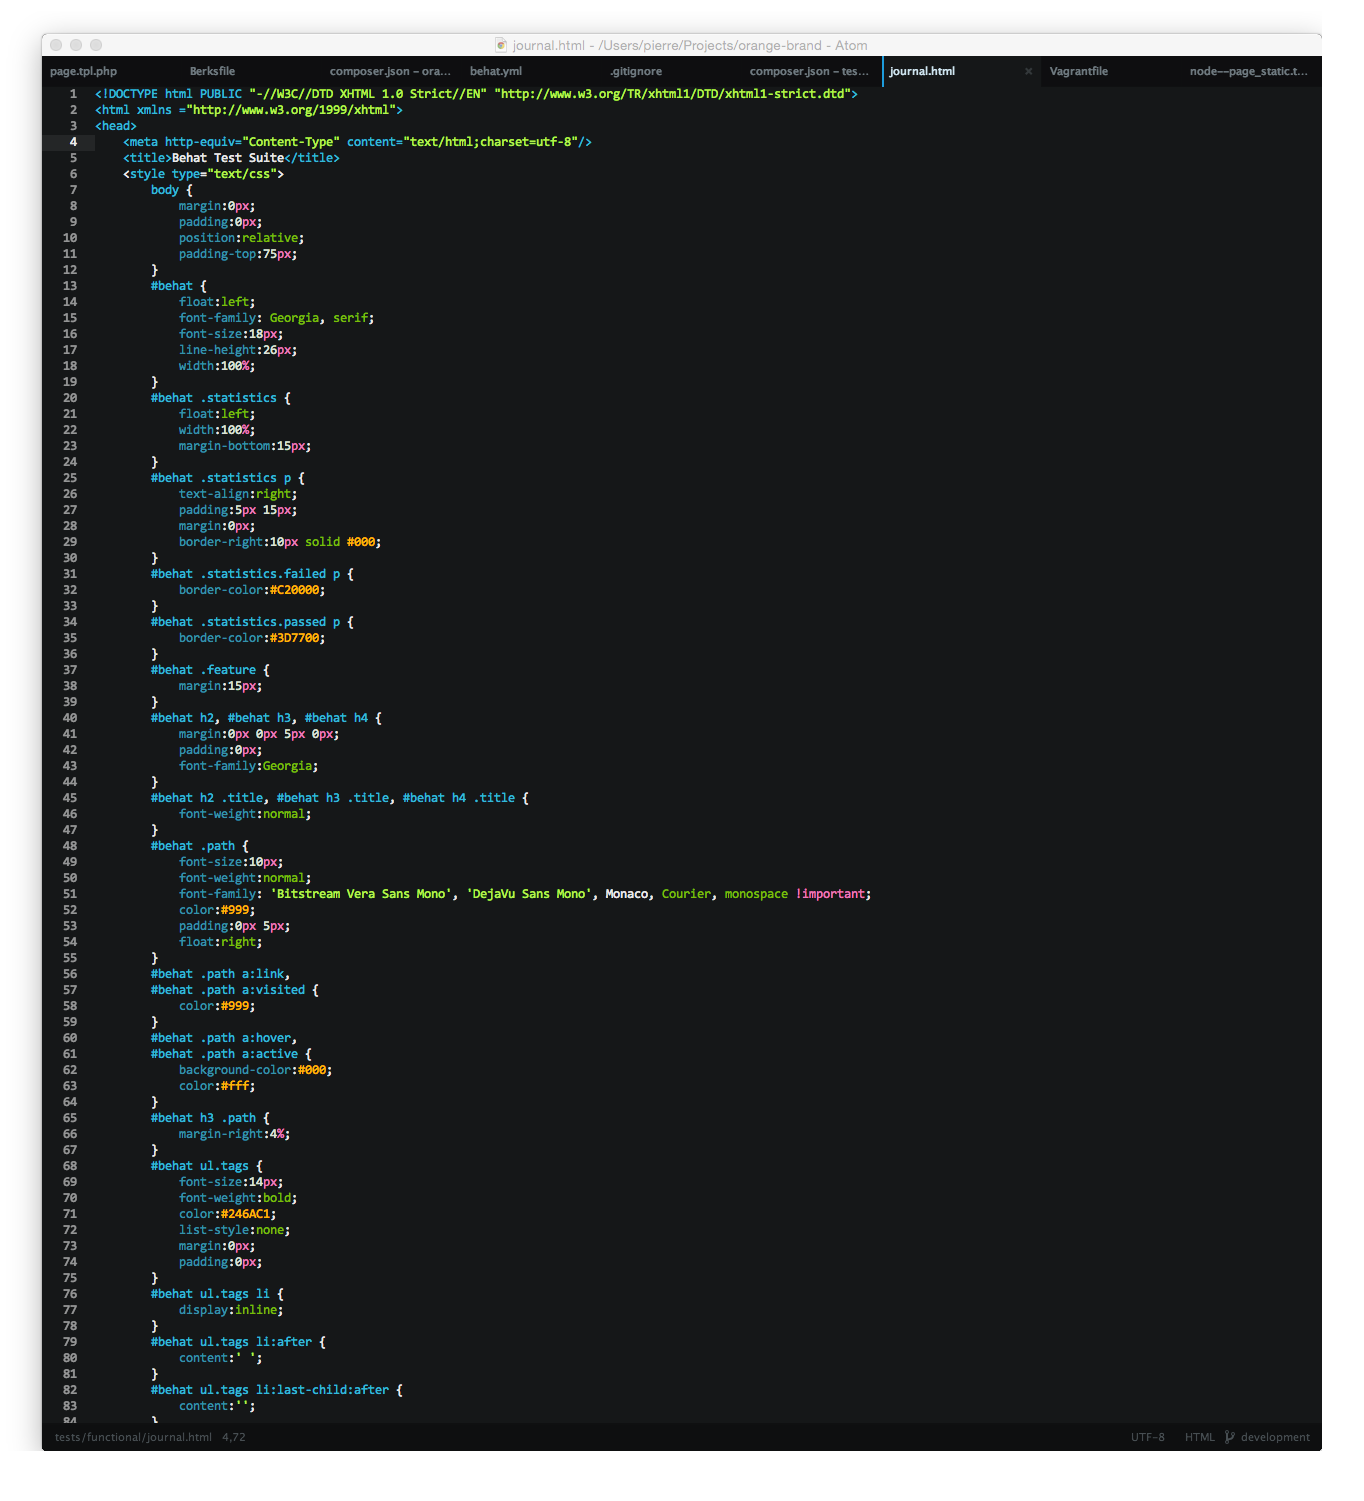 journal.html - /Users/pierre/Projects/orange-brand - Atom
page.tpl.php Berksfile composer.json – ora... behat.yml .gitignore composer.json – tes... journal.html × Vagrantfile node--page_static.t...
1 <!DOCTYPE html PUBLIC "-//W3C//DTD XHTML 1.0 Strict//EN" "http://www.w3.org/TR/xhtml1/DTD/xhtml1-strict.dtd">
2 <html xmlns ="http://www.w3.org/1999/xhtml">
3 <head>
4     <meta http-equiv="Content-Type" content="text/html;charset=utf-8"/>
5     <title>Behat Test Suite</title>
6     <style type="text/css">
7         body {
8             margin:0px;
9             padding:0px;
10             position:relative;
11             padding-top:75px;
12         }
13         #behat {
14             float:left;
15             font-family: Georgia, serif;
16             font-size:18px;
17             line-height:26px;
18             width:100%;
19         }
20         #behat .statistics {
21             float:left;
22             width:100%;
23             margin-bottom:15px;
24         }
25         #behat .statistics p {
26             text-align:right;
27             padding:5px 15px;
28             margin:0px;
29             border-right:10px solid #000;
30         }
31         #behat .statistics.failed p {
32             border-color:#C20000;
33         }
34         #behat .statistics.passed p {
35             border-color:#3D7700;
36         }
37         #behat .feature {
38             margin:15px;
39         }
40         #behat h2, #behat h3, #behat h4 {
41             margin:0px 0px 5px 0px;
42             padding:0px;
43             font-family:Georgia;
44         }
45         #behat h2 .title, #behat h3 .title, #behat h4 .title {
46             font-weight:normal;
47         }
48         #behat .path {
49             font-size:10px;
50             font-weight:normal;
51             font-family: 'Bitstream Vera Sans Mono', 'DejaVu Sans Mono', Monaco, Courier, monospace !important;
52             color:#999;
53             padding:0px 5px;
54             float:right;
55         }
56         #behat .path a:link,
57         #behat .path a:visited {
58             color:#999;
59         }
60         #behat .path a:hover,
61         #behat .path a:active {
62             background-color:#000;
63             color:#fff;
64         }
65         #behat h3 .path {
66             margin-right:4%;
67         }
68         #behat ul.tags {
69             font-size:14px;
70             font-weight:bold;
71             color:#246AC1;
72             list-style:none;
73             margin:0px;
74             padding:0px;
75         }
76         #behat ul.tags li {
77             display:inline;
78         }
79         #behat ul.tags li:after {
80             content:' ';
81         }
82         #behat ul.tags li:last-child:after {
83             content:'';
84         }
tests/functional/journal.html 4,72 UTF-8 HTML development